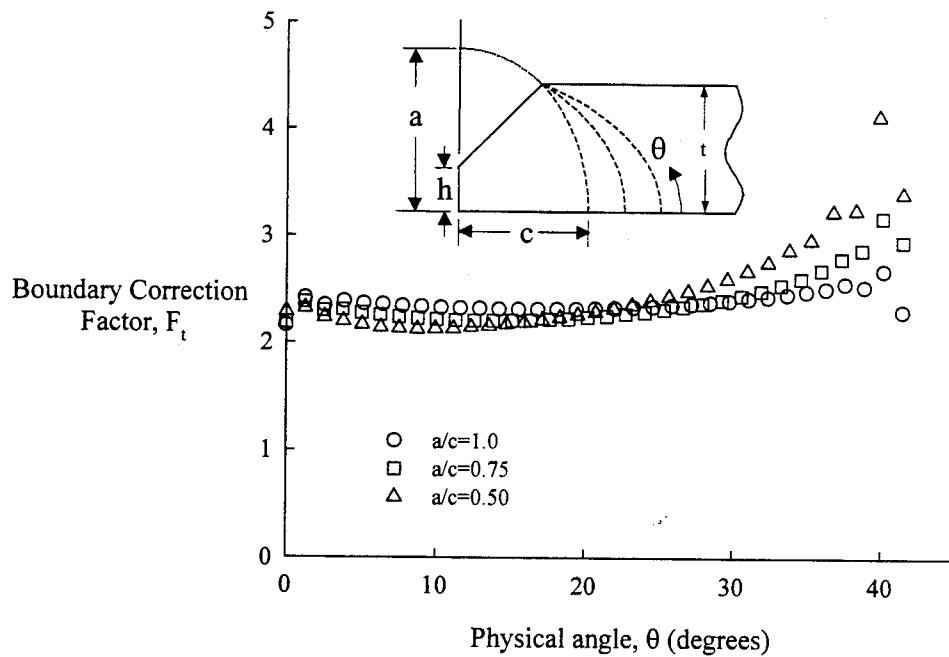 5
4
3
2
1
0
Boundary Correction
Factor, F_t
a
h
c
θ
t
a/c=1.0
a/c=0.75
a/c=0.50
0 10 20 30 40
Physical angle, θ (degrees)